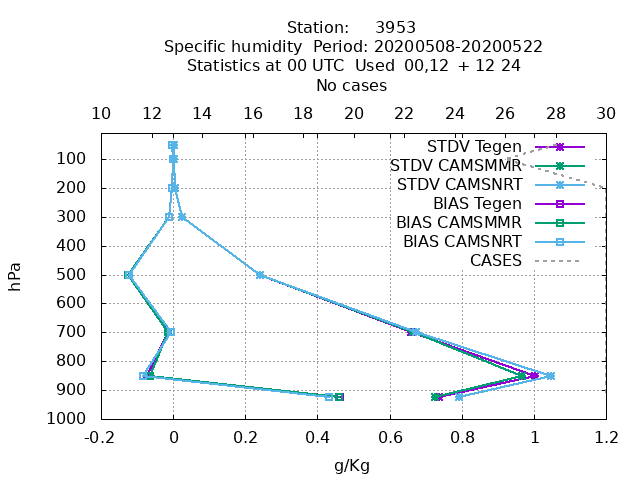 Station: 3953
Specific humidity Period: 20200508-20200522
Statistics at 00 UTC Used 00,12 + 12 24
No cases
10 12 14 16 18 20 22 24 26 28 30
STDV Tegen
STDV CAMSMMR
STDV CAMSNRT
BIAS Tegen
BIAS CAMSMMR
BIAS CAMSNRT
CASES
hPa
100
200
300
400
500
600
700
800
900
1000
-0.2 0 0.2 0.4 0.6 0.8 1 1.2
g/Kg